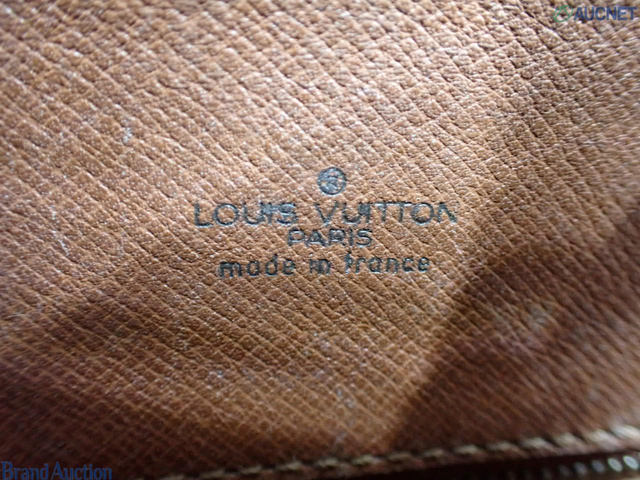 AUCNET
LOUIS VUITTON
PARIS
made in france
Brand Auction